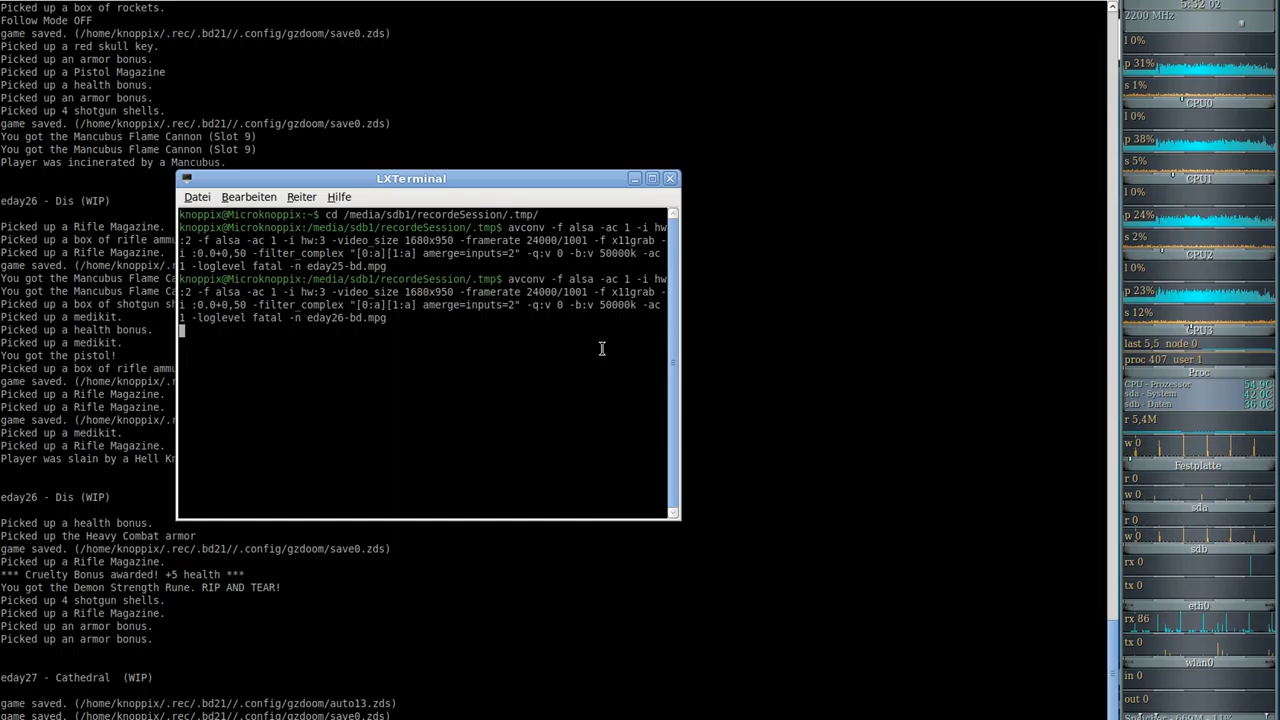 Picked up a box of rockets.
Follow Mode OFF
game saved. (/home/knoppix/.rec/.bd21//.config/gzdoom/save0.zds)
Picked up a red skull key.
Picked up an armor bonus.
Picked up a Pistol Magazine
Picked up a health bonus.
Picked up an armor bonus.
Picked up 4 shotgun shells.
game saved. (/home/knoppix/.rec/.bd21//.config/gzdoom/save0.zds)
You got the Mancubus Flame Cannon (Slot 9)
You got the Mancubus Flame Cannon (Slot 9)
Player was incinerated by a Mancubus.
eday26 - Dis (WIP)
Picked up a Rifle Magazine.
Picked up a box of rifle ammu
Picked up a Rifle Magazine.
game saved. (/home/knoppix/.r
You got the Mancubus Flame Ca
You got the Mancubus Flame Ca
Picked up a box of shotgun sh
Picked up a medikit.
Picked up a health bonus.
Picked up a medikit.
You got the pistol!
Picked up a box of rifle ammu
game saved. (/home/knoppix/.r
Picked up a Rifle Magazine.
Picked up a Rifle Magazine.
game saved. (/home/knoppix/.r
Picked up a medikit.
Picked up a Rifle Magazine.
Player was slain by a Hell Kn
eday26 - Dis (WIP)
Picked up a health bonus.
Picked up the Heavy Combat armor
game saved. (/home/knoppix/.rec/.bd21//.config/gzdoom/save0.zds)
Picked up a Rifle Magazine.
*** Cruelty Bonus awarded! +5 health ***
You got the Demon Strength Rune. RIP AND TEAR!
Picked up 4 shotgun shells.
Picked up a Rifle Magazine.
Picked up an armor bonus.
Picked up an armor bonus.
eday27 - Cathedral  (WIP)
game saved. (/home/knoppix/.rec/.bd21//.config/gzdoom/auto13.zds)
game saved. (/home/knoppix/.rec/.bd21//.config/gzdoom/save0.zds)
LXTerminal
Datei Bearbeiten Reiter Hilfe
knoppix@Microknoppix:~$ cd /media/sdb1/recordeSession/.tmp/
knoppix@Microknoppix:/media/sdb1/recordeSession/.tmp$ avconv -f alsa -ac 1 -i hw
:2 -f alsa -ac 1 -i hw:3 -video_size 1680x950 -framerate 24000/1001 -f x11grab -
i :0.0+0,50 -filter_complex "[0:a][1:a] amerge=inputs=2" -q:v 0 -b:v 50000k -ac
1 -loglevel fatal -n eday25-bd.mpg
knoppix@Microknoppix:/media/sdb1/recordeSession/.tmp$ avconv -f alsa -ac 1 -i hw
:2 -f alsa -ac 1 -i hw:3 -video_size 1680x950 -framerate 24000/1001 -f x11grab -
i :0.0+0,50 -filter_complex "[0:a][1:a] amerge=inputs=2" -q:v 0 -b:v 50000k -ac
1 -loglevel fatal -n eday26-bd.mpg
5:32 02
2200 MHz
l 0%
p 31%
s 1%
CPU0
l 0%
p 38%
s 5%
CPU1
l 0%
p 24%
s 2%
CPU2
l 0%
p 23%
s 12%
CPU3
last 5,5 node 0
proc 407 user 1
Proc
CPU - Prozessor 54.9C
sda - System 42.0C
sdb - Daten 36.0C
r 5,4M
w 0
Festplatte
r 0
w 0
sda
r 0
w 0
sdb
rx 0
tx 0
eth0
rx 86
tx 0
wlan0
in 0
out 0
Speicher - 669M - 11%